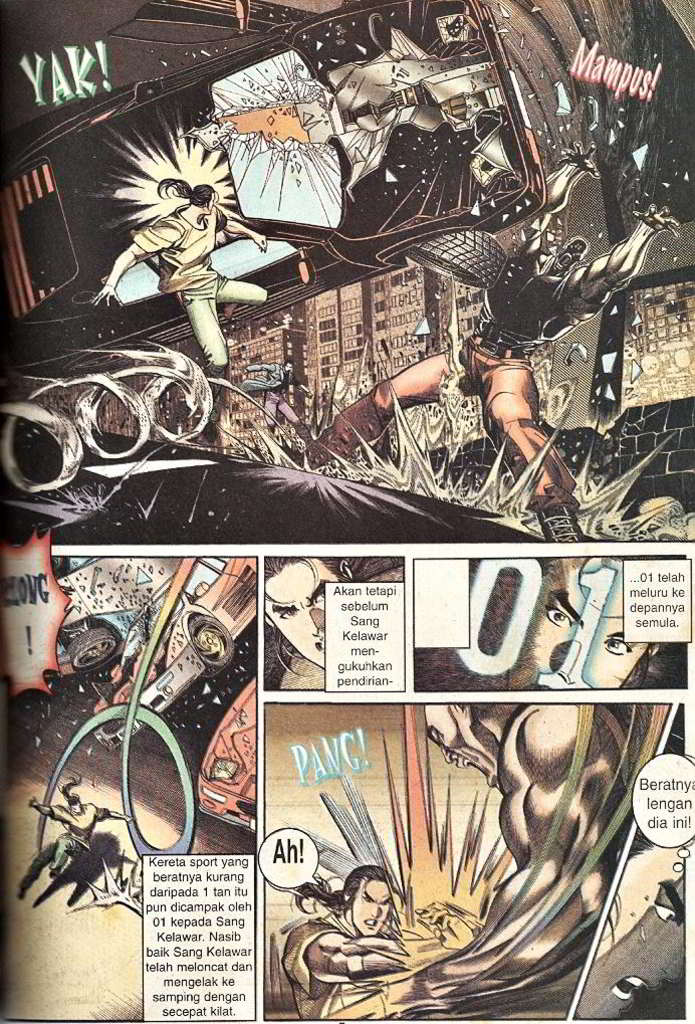 YAK!
Mampus!
!
Akan tetapi
sebelum
Sang
Kelawar
men-
gukuhkan
pendirian-
01
...01 telah
meluru ke
depannya
semula.
Kereta sport yang
beratnya kurang
daripada 1 tan itu
pun dicampak oleh
01 kepada Sang
Kelawar. Nasib
baik Sang Kelawar
telah meloncat dan
mengelak ke
samping dengan
secepat kilat.
PANG!
Ah!
Beratnya
lengan
dia ini!